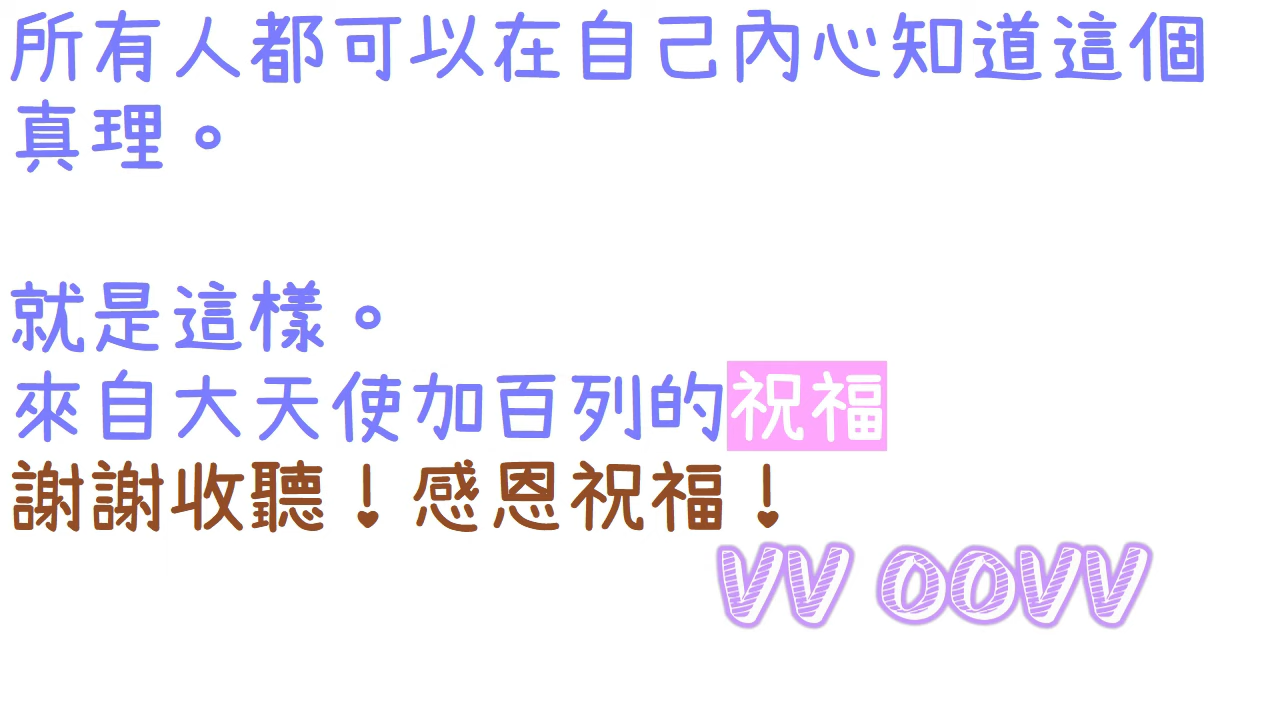 所有人都可以在自己內心知道這個
真理。
就是這樣。
來自大天使加百列的祝福
謝謝收聽！感恩祝福！
VV OOVV